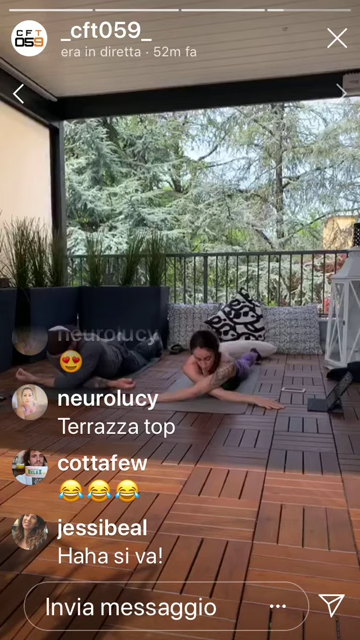 CFT
059
_cft059_
era in diretta · 52m fa
neurolucy
😍
neurolucy
Terrazza top
cottafew
😂😂😂
jessibeal
Haha si va!
Invia messaggio